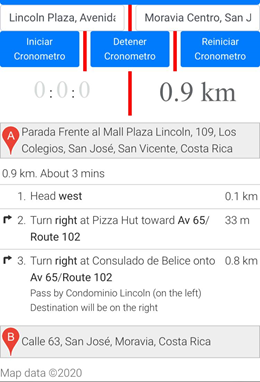 Lincoln Plaza, Avenida
Moravia Centro, San J
Iniciar
Cronometro
Detener
Cronometro
Reiniciar
Cronometro
0:0:0
0.9 km
A
Parada Frente al Mall Plaza Lincoln, 109, Los
Colegios, San José, San Vicente, Costa Rica
0.9 km. About 3 mins
1. Head west 0.1 km
2. Turn right at Pizza Hut toward Av 65/ 33 m
Route 102
3. Turn right at Consulado de Belice onto 0.8 km
Av 65/Route 102
Pass by Condominio Lincoln (on the left)
Destination will be on the right
B
Calle 63, San José, Moravia, Costa Rica
Map data ©2020